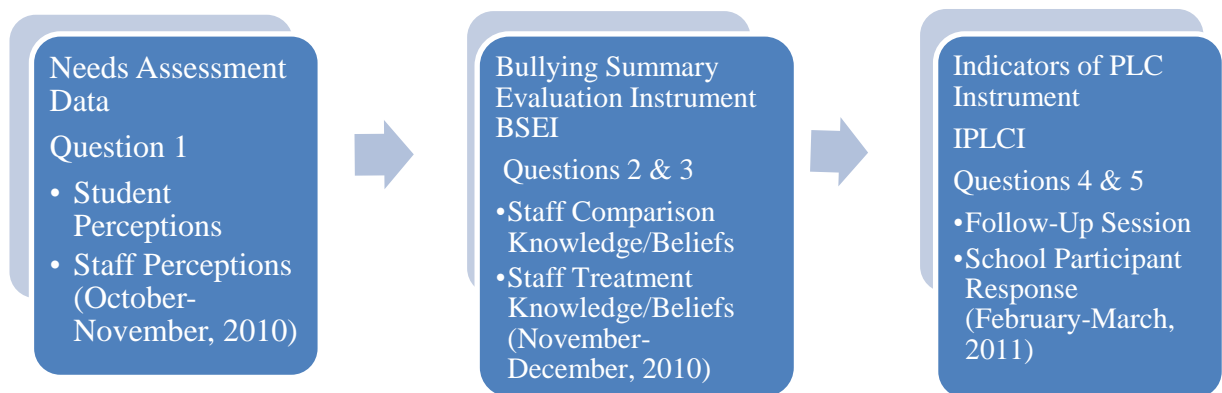 Needs Assessment
Data
Question 1
• Student
Perceptions
• Staff Perceptions
(October-
November, 2010)
Bullying Summary
Evaluation Instrument
BSEI
Questions 2 & 3
•Staff Comparison
Knowledge/Beliefs
•Staff Treatment
Knowledge/Beliefs
(November-
December, 2010)
Indicators of PLC
Instrument
IPLCI
Questions 4 & 5
•Follow-Up Session
•School Participant
Response
(February-March,
2011)